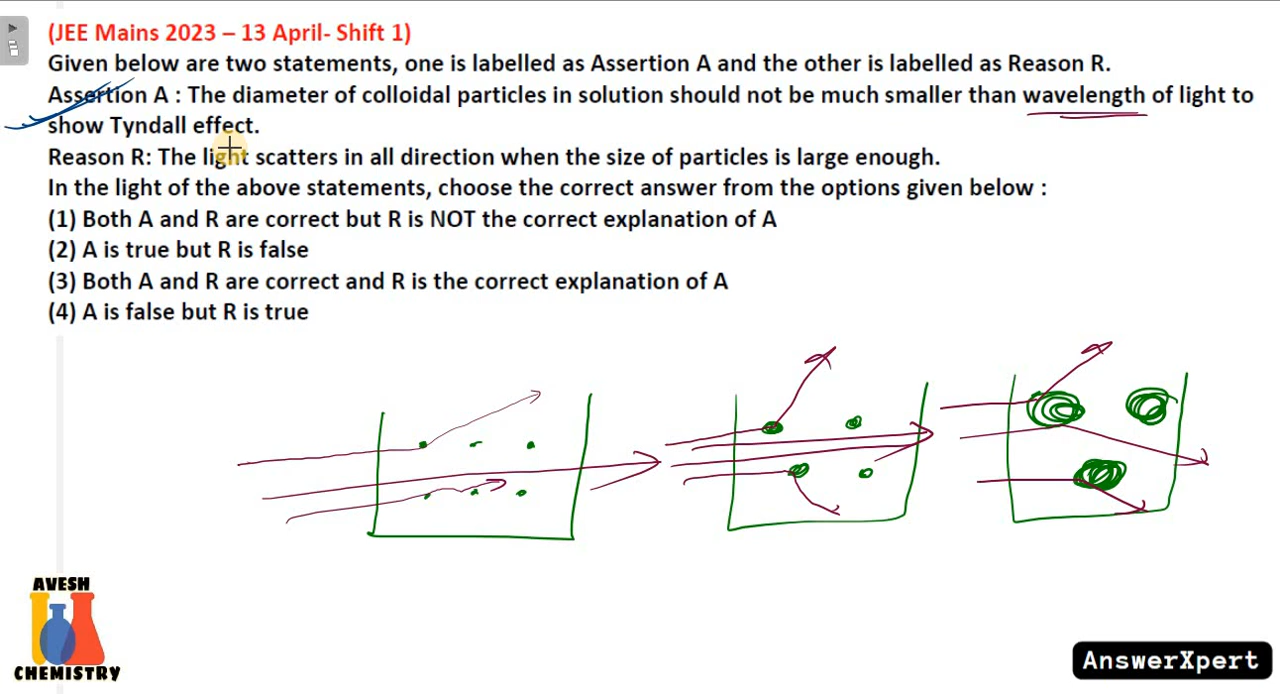 (JEE Mains 2023 – 13 April- Shift 1)
Given below are two statements, one is labelled as Assertion A and the other is labelled as Reason R.
Assertion A : The diameter of colloidal particles in solution should not be much smaller than wavelength of light to
show Tyndall effect.
Reason R: The light scatters in all direction when the size of particles is large enough.
In the light of the above statements, choose the correct answer from the options given below :
(1) Both A and R are correct but R is NOT the correct explanation of A
(2) A is true but R is false
(3) Both A and R are correct and R is the correct explanation of A
(4) A is false but R is true
AVESH
CHEMISTRY
AnswerXpert